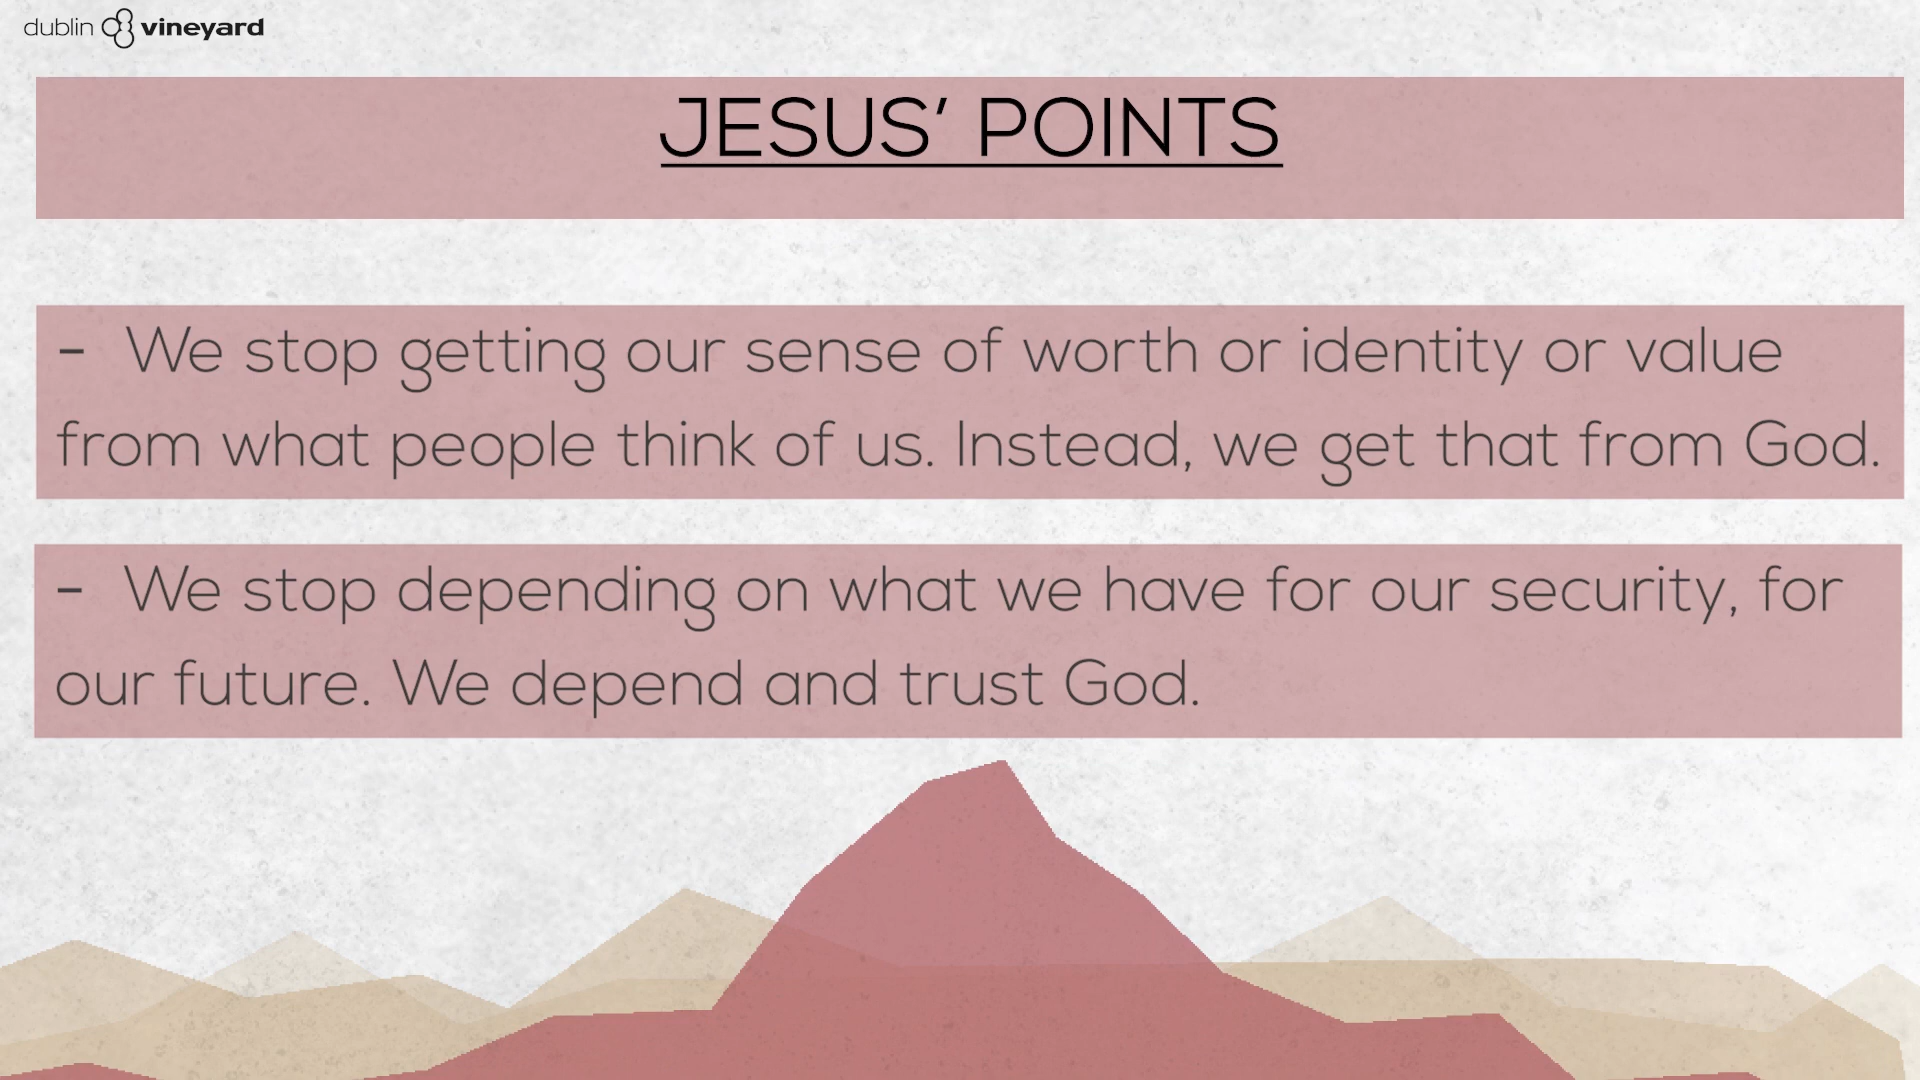 dublin vineyard
JESUS’ POINTS
- We stop getting our sense of worth or identity or value
from what people think of us. Instead, we get that from God.
- We stop depending on what we have for our security, for
our future. We depend and trust God.